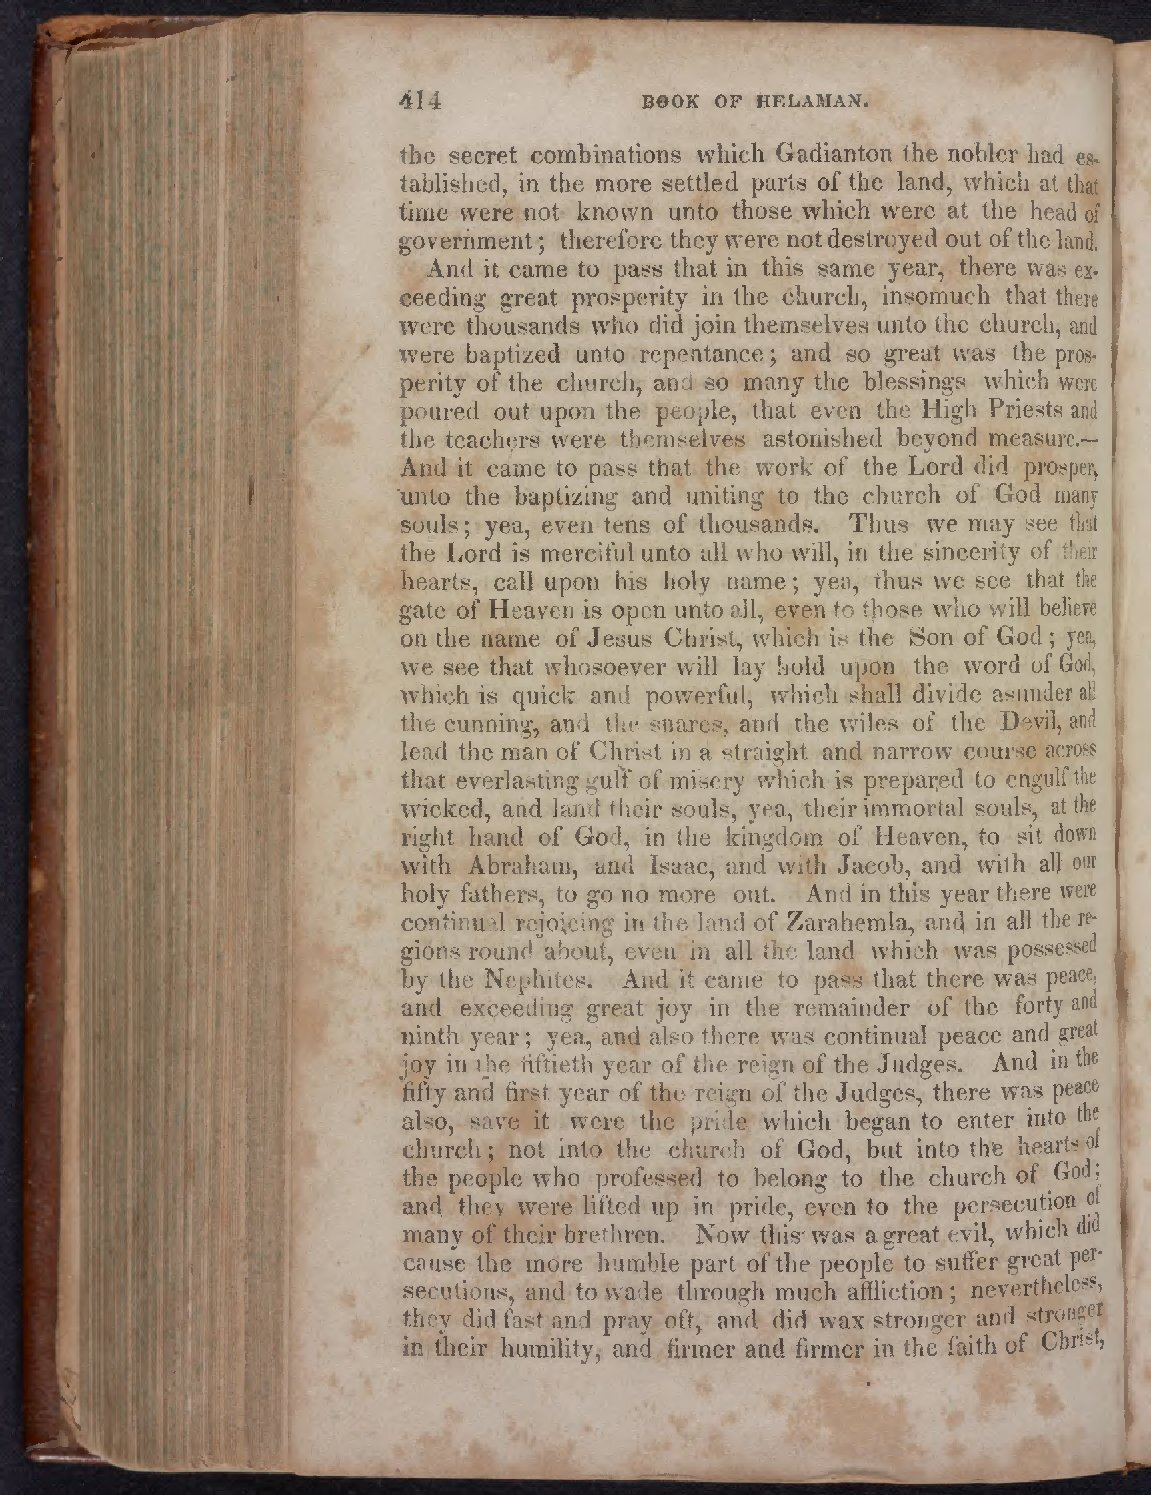 414 BOOK OF HELAMAN.
the secret combinations which Gadianton the nobler had es-
tablished, in the more settled parts of the land, which at that
time were not known unto those which were at the head of
government; therefore they were not destroyed out of the land.
And it came to pass that in this same year, there was ex-
ceeding great prosperity in the church, insomuch that there
were thousands who did join themselves unto the church, and
were baptized unto repentance; and so great was the pros-
perity of the church, and so many the blessings which were
poured out upon the people, that even the High Priests and
the teachers were themselves astonished beyond measure.—
And it came to pass that the work of the Lord did prosper,
unto the baptizing and uniting to the church of God many
souls; yea, even tens of thousands. Thus we may see that
the Lord is merciful unto all who will, in the sincerity of their
hearts, call upon his holy name; yea, thus we see that the
gate of Heaven is open unto all, even to those who will believe
on the name of Jesus Christ, which is the Son of God; yea,
we see that whosoever will lay hold upon the word of God,
which is quick and powerful, which shall divide asunder all
the cunning, and the snares, and the wiles of the Devil, and
lead the man of Christ in a straight and narrow course across
that everlasting gulf of misery which is prepared to engulf the
wicked, and land their souls, yea, their immortal souls, at the
right hand of God, in the kingdom of Heaven, to sit down
with Abraham, and Isaac, and with Jacob, and with all our
holy fathers, to go no more out. And in this year there were
continual rejoicing in the land of Zarahemla, and in all the re-
gions round about, even in all the land which was possessed
by the Nephites. And it came to pass that there was peace,
and exceeding great joy in the remainder of the forty and
ninth year; yea, and also there was continual peace and great
joy in the fiftieth year of the reign of the Judges. And in the
fifty and first year of the reign of the Judges, there was peace
also, save it were the pride which began to enter into the
church; not into the church of God, but into the hearts of
the people who professed to belong to the church of God;
and they were lifted up in pride, even to the persecution of
many of their brethren. Now this was a great evil, which did
cause the more humble part of the people to suffer great per-
secutions, and to wade through much affliction; nevertheless,
they did fast and pray oft, and did wax stronger and stronger
in their humility, and firmer and firmer in the faith of Christ,